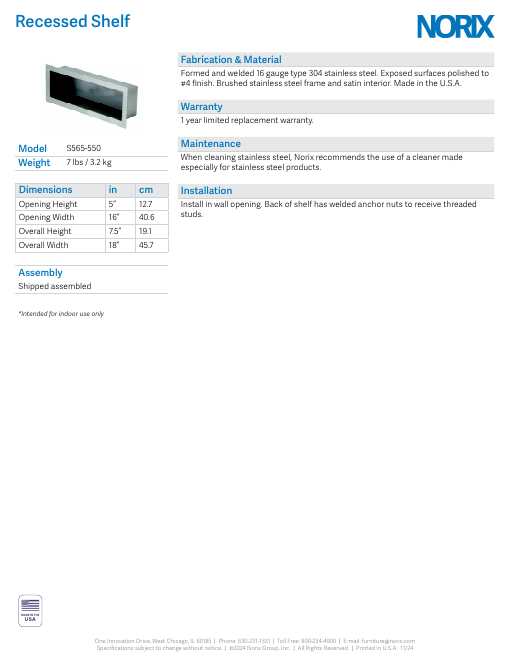 Recessed Shelf
NORIX
Model S565-550
Weight 7 lbs / 3.2 kg
Dimensions in cm
Opening Height 5" 12.7
Opening Width 16" 40.6
Overall Height 7.5" 19.1
Overall Width 18" 45.7
Assembly
Shipped assembled
*Intended for indoor use only
Fabrication & Material
Formed and welded 16 gauge type 304 stainless steel. Exposed surfaces polished to
#4 finish. Brushed stainless steel frame and satin interior. Made in the U.S.A.
Warranty
1 year limited replacement warranty.
Maintenance
When cleaning stainless steel, Norix recommends the use of a cleaner made
especially for stainless steel products.
Installation
Install in wall opening. Back of shelf has welded anchor nuts to receive threaded
studs.
MADE IN THE
USA
One Innovation Drive, West Chicago, IL 60185 | Phone: 630-231-1331 | Toll Free: 800-234-4900 | E-mail: furniture@norix.com
Specifications subject to change without notice. | ©2024 Norix Group, Inc. | All Rights Reserved. | Printed in U.S.A. 11/24